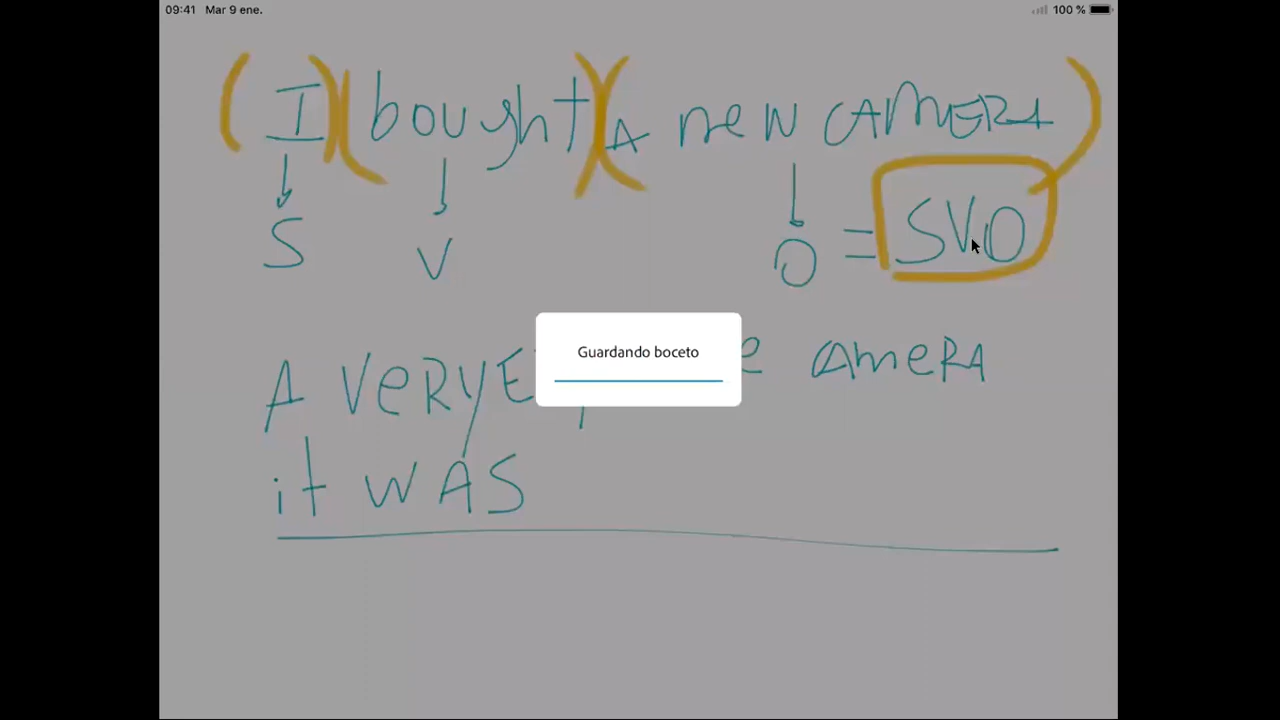 09:41 Mar 9 ene. 100 %
(I) (bought) (A new CAMERA)
S V O = SVO
Guardando boceto
A VERY CAMERA
it WAS